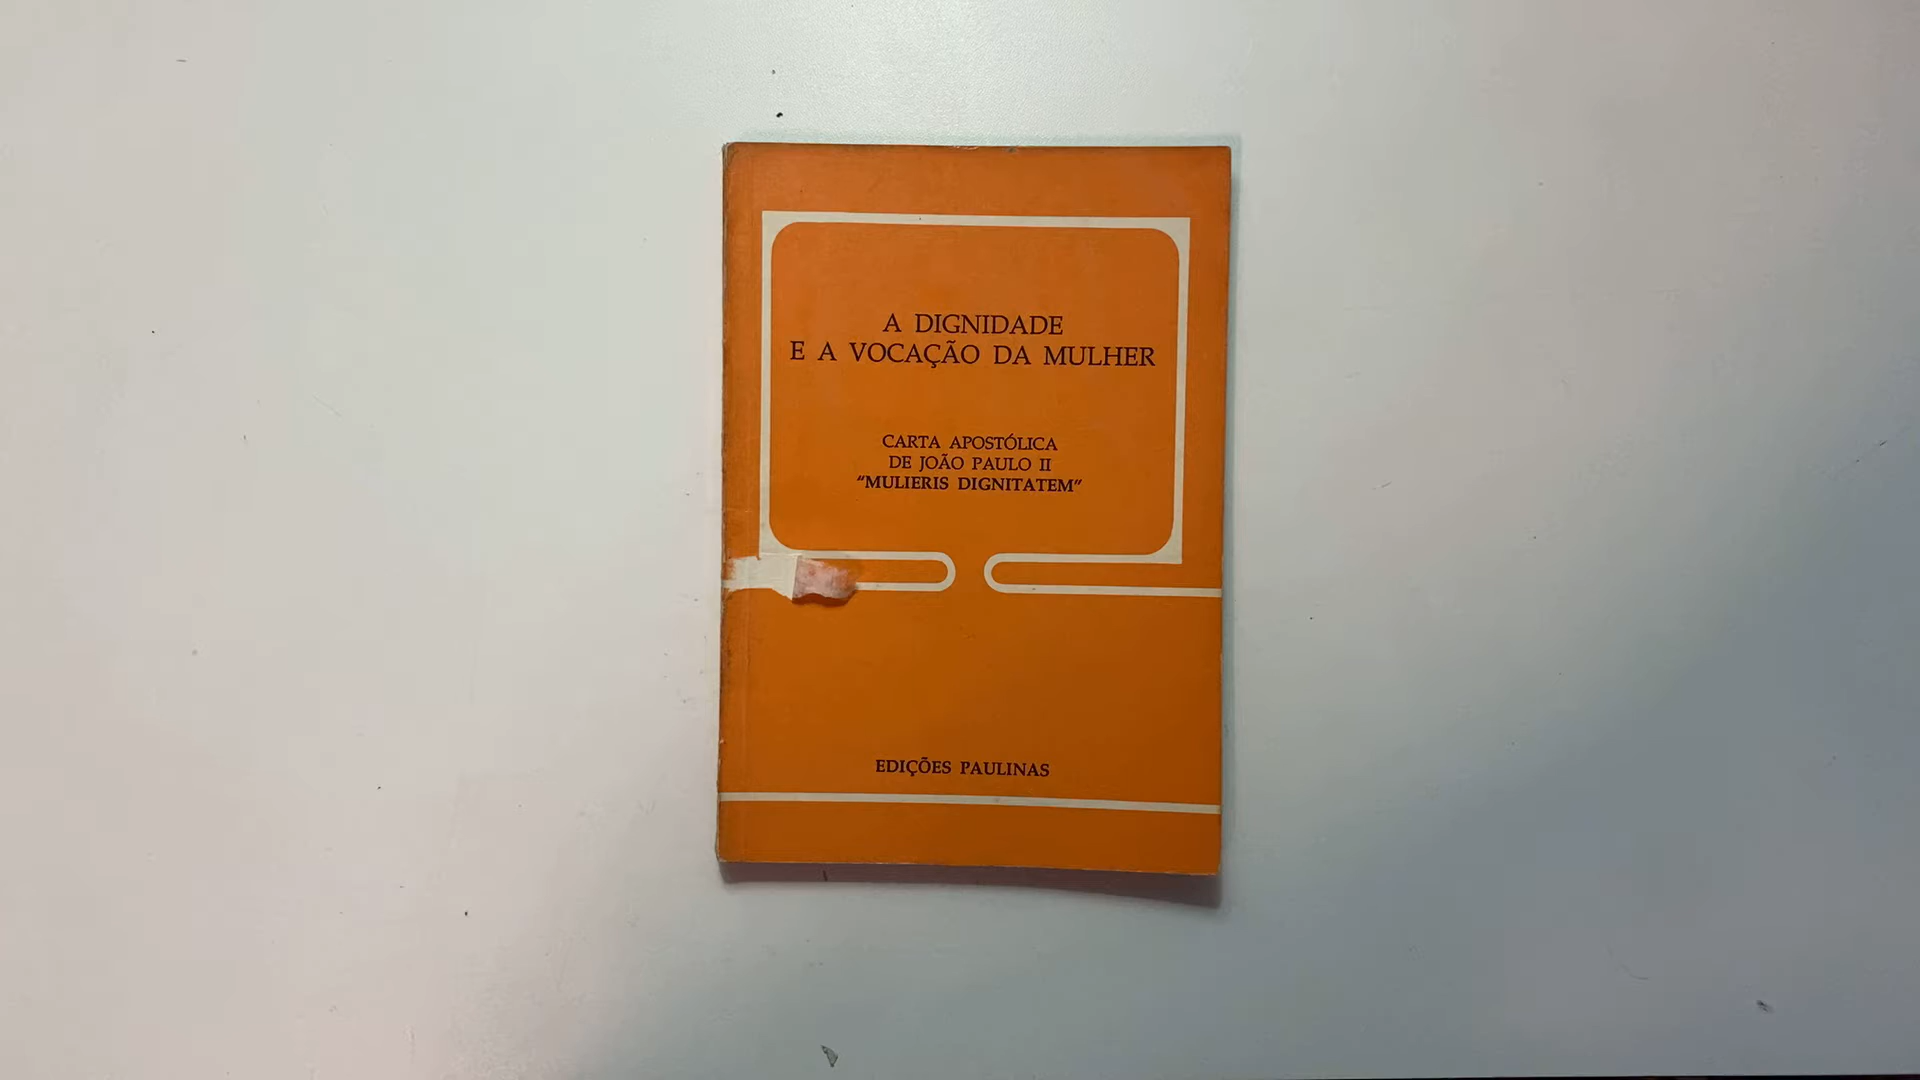 A DIGNIDADE
E A VOCAÇÃO DA MULHER
CARTA APOSTÓLICA
DE JOÃO PAULO II
“MULIERIS DIGNITATEM”
EDIÇÕES PAULINAS